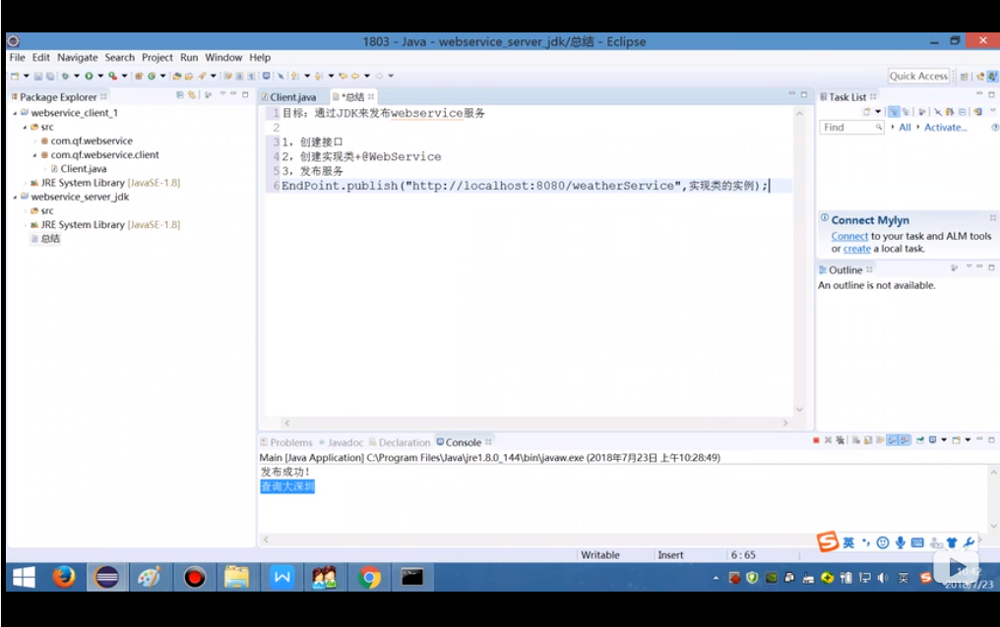 1803 - Java - webservice_server_jdk/总结 - Eclipse
File Edit Navigate Search Project Run Window Help
Quick Access
Package Explorer
webservice_client_1
src
com.qf.webservice
com.qf.webservice.client
Client.java
JRE System Library [JavaSE-1.8]
webservice_server_jdk
src
JRE System Library [JavaSE-1.8]
总结
Client.java *总结
1 目标：通过JDK来发布webservice服务
2
3 1，创建接口
4 2，创建实现类+@WebService
5 3，发布服务
6 EndPoint.publish("http://localhost:8080/weatherService",实现类的实例);
Task List
Find All Activate...
Connect Mylyn
Connect to your task and ALM tools
or create a local task.
Outline
An outline is not available.
Problems Javadoc Declaration Console
Main [Java Application] C:\Program Files\Java\jre1.8.0_144\bin\javaw.exe (2018年7月23日 上午10:28:49)
发布成功！
查询大深圳
Writable Insert 6 : 65
英
英
10:42
2018/7/23